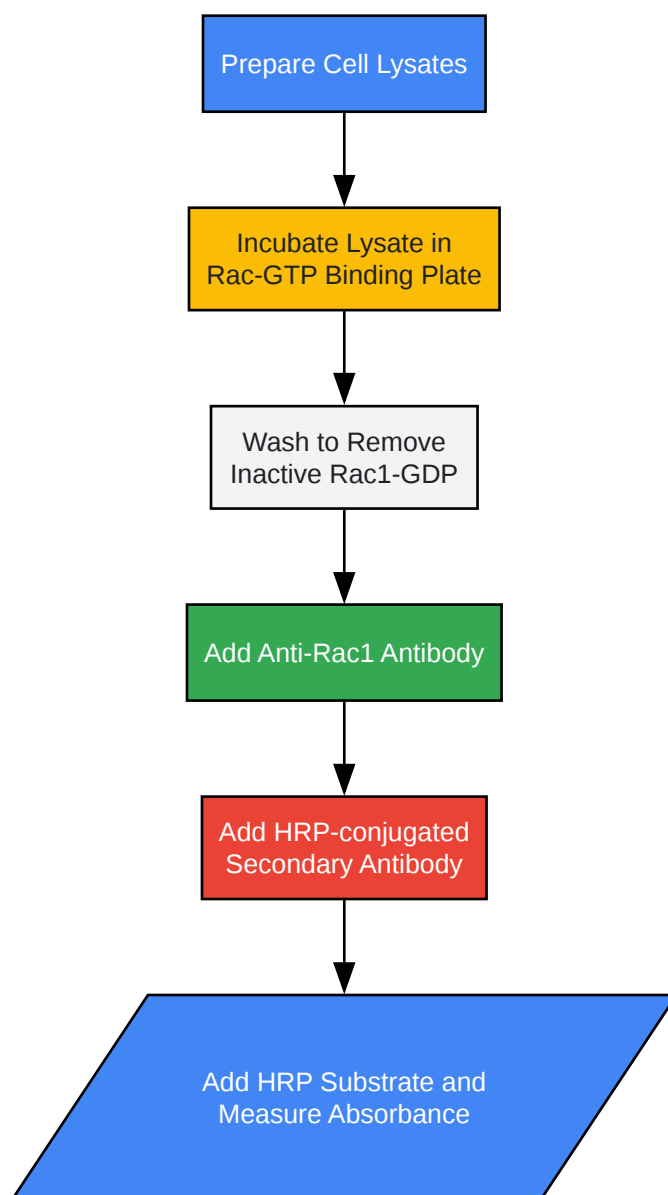 Prepare Cell Lysates
Incubate Lysate in
Rac-GTP Binding Plate
Wash to Remove
Inactive Rac1-GDP
Add Anti-Rac1 Antibody
Add HRP-conjugated
Secondary Antibody
Add HRP Substrate and
Measure Absorbance